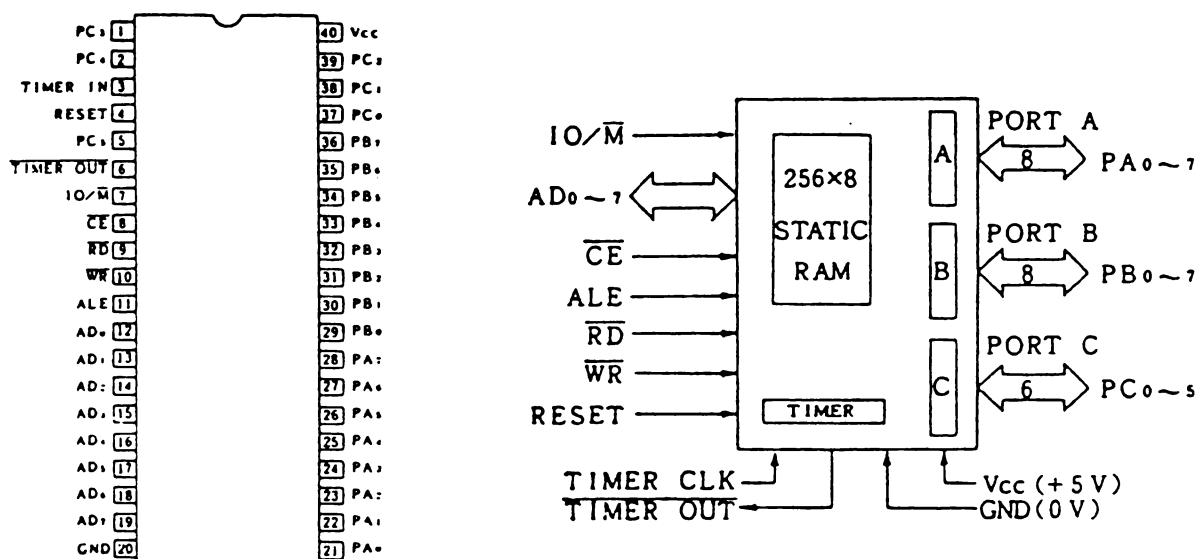 PC₃ 1
PC₄ 2
TIMER IN 3
RESET 4
PC₅ 5
TIMER OUT 6
IO/M̅ 7
CE 8
RD 9
WR 10
ALE 11
AD₀ 12
AD₁ 13
AD₂ 14
AD₃ 15
AD₄ 16
AD₅ 17
AD₆ 18
AD₇ 19
GND 20
40 Vcc
39 PC₂
38 PC₁
37 PC₀
36 PB₇
35 PB₆
34 PB₅
33 PB₄
32 PB₃
31 PB₂
30 PB₁
29 PB₀
28 PA₇
27 PA₆
26 PA₅
25 PA₄
24 PA₃
23 PA₂
22 PA₁
21 PA₀
IO/M̅
AD₀~₇
CE
ALE
RD
WR
RESET
256×8
STATIC
RAM
TIMER
A
B
C
PORT A
8
PA₀~₇
PORT B
8
PB₀~₇
PORT C
6
PC₀~₅
TIMER CLK
TIMER OUT
Vcc (+5V)
GND (0V)